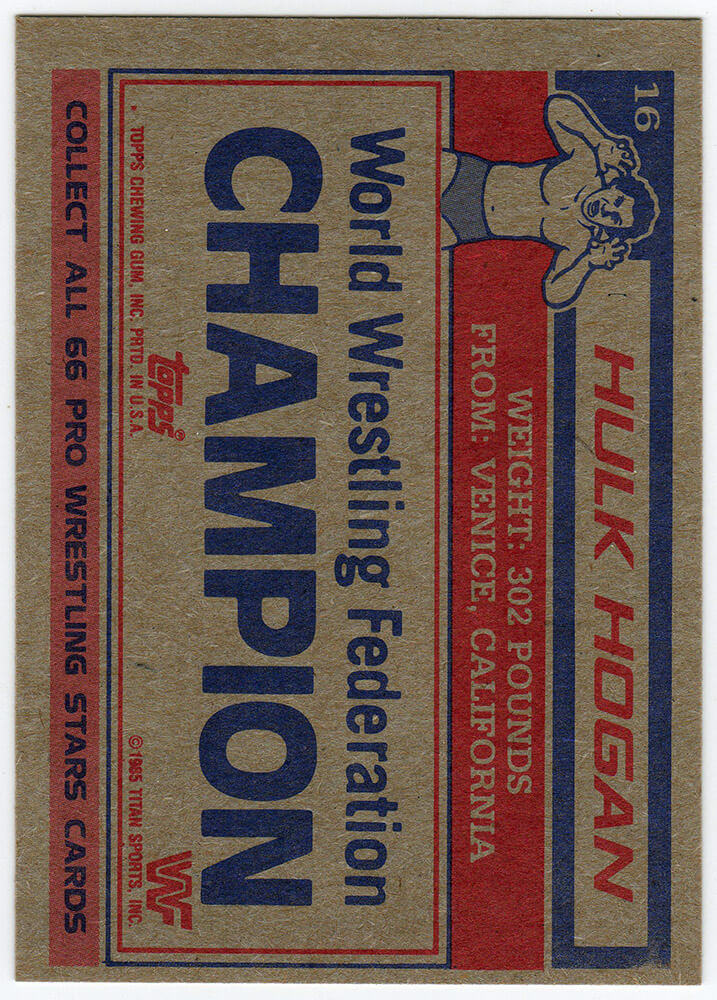 16
HULK HOGAN
WEIGHT: 302 POUNDS
FROM: VENICE, CALIFORNIA
World Wrestling Federation
CHAMPION
topps®
WF
* TOPPS CHEWING GUM, INC. PRTD. IN U.S.A.
©1985 TITAN SPORTS, INC.
COLLECT ALL 66 PRO WRESTLING STARS CARDS